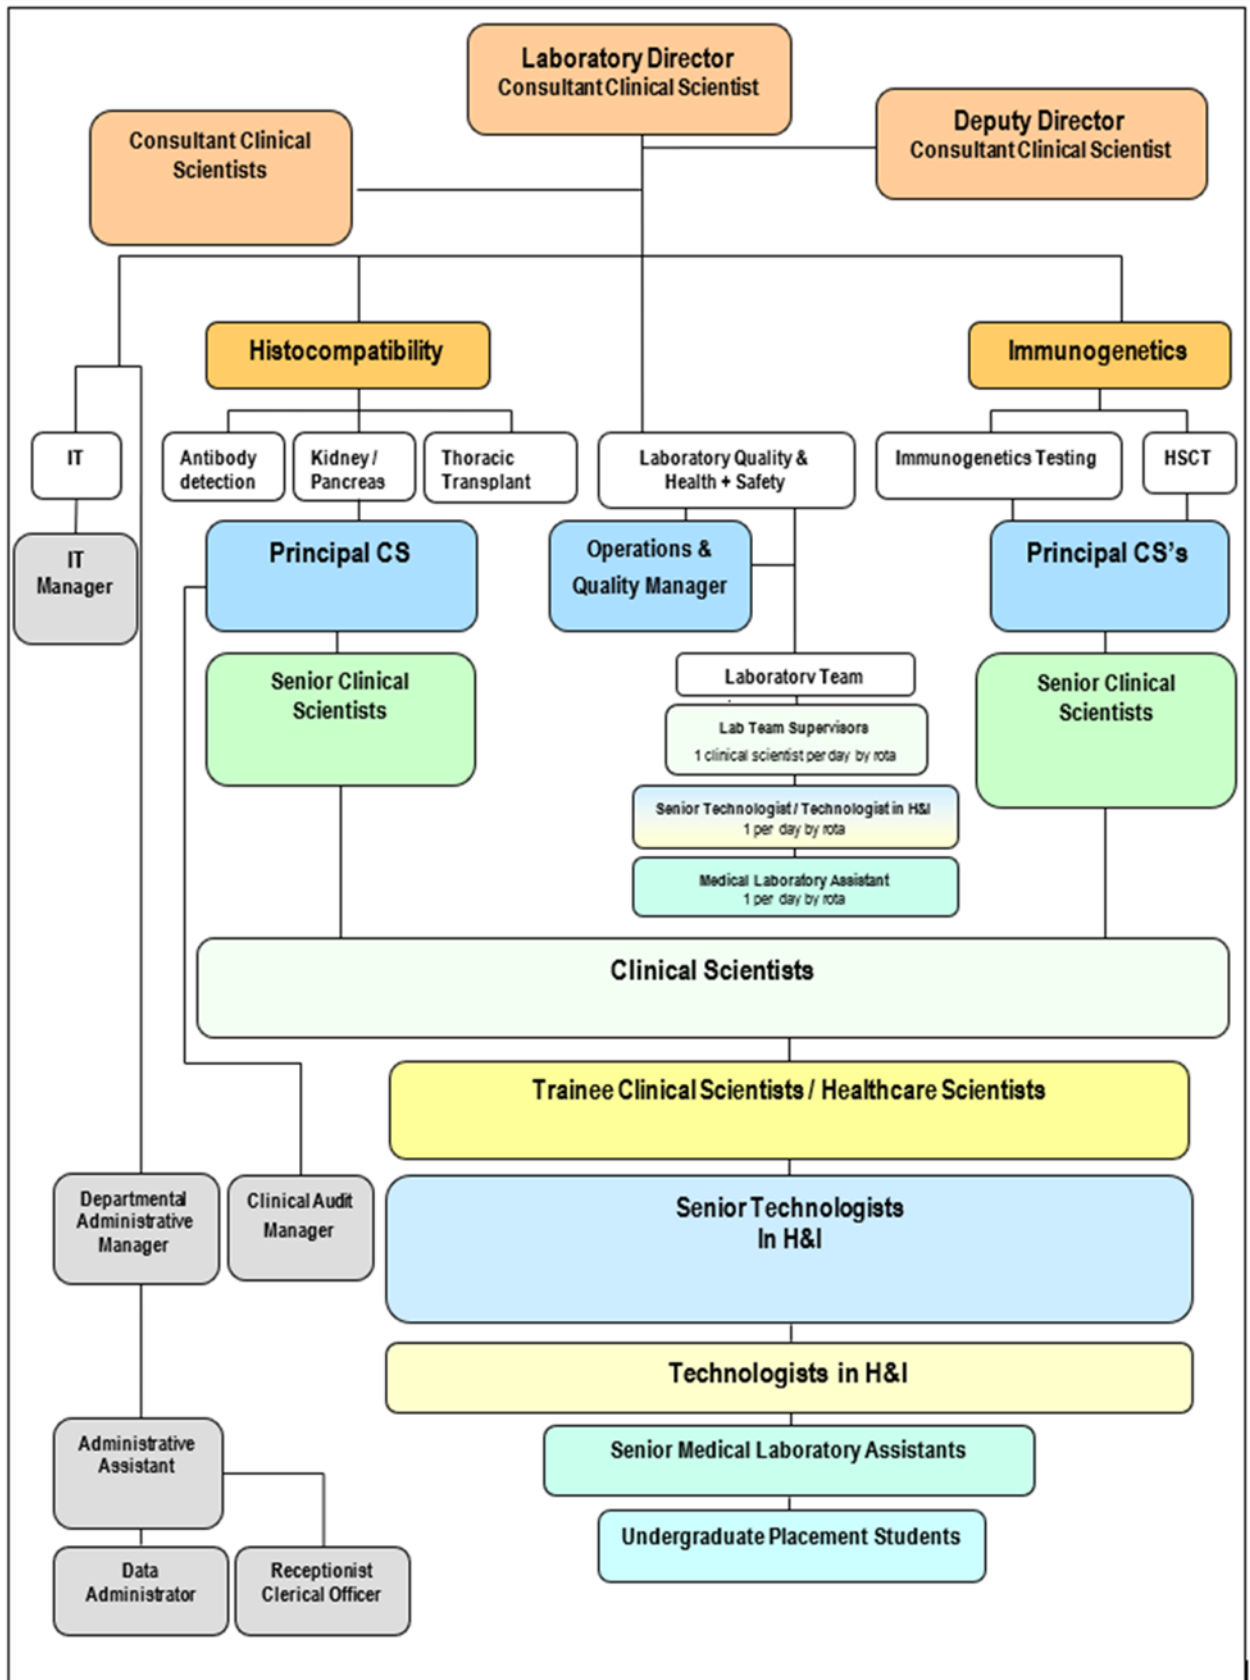 Laboratory Director
Consultant Clinical Scientist
Deputy Director
Consultant Clinical Scientist
Consultant Clinical
Scientists
Histocompatibility
Immunogenetics
IT
Antibody
detection
Kidney /
Pancreas
Thoracic
Transplant
Laboratory Quality &
Health + Safety
Immunogenetics Testing
HSCT
IT
Manager
Principal CS
Operations &
Quality Manager
Principal CS's
Senior Clinical
Scientists
Laboratory Team
Senior Clinical
Scientists
Lab Team Supervisors
1 clinical scientist per day by rota
Senior Technologist / Technologist in H&I
1 per day by rota
Medical Laboratory Assistant
1 per day by rota
Clinical Scientists
Trainee Clinical Scientists / Healthcare Scientists
Departmental
Administrative
Manager
Clinical Audit
Manager
Senior Technologists
In H&I
Technologists in H&I
Administrative
Assistant
Senior Medical Laboratory Assistants
Undergraduate Placement Students
Data
Administrator
Receptionist
Clerical Officer